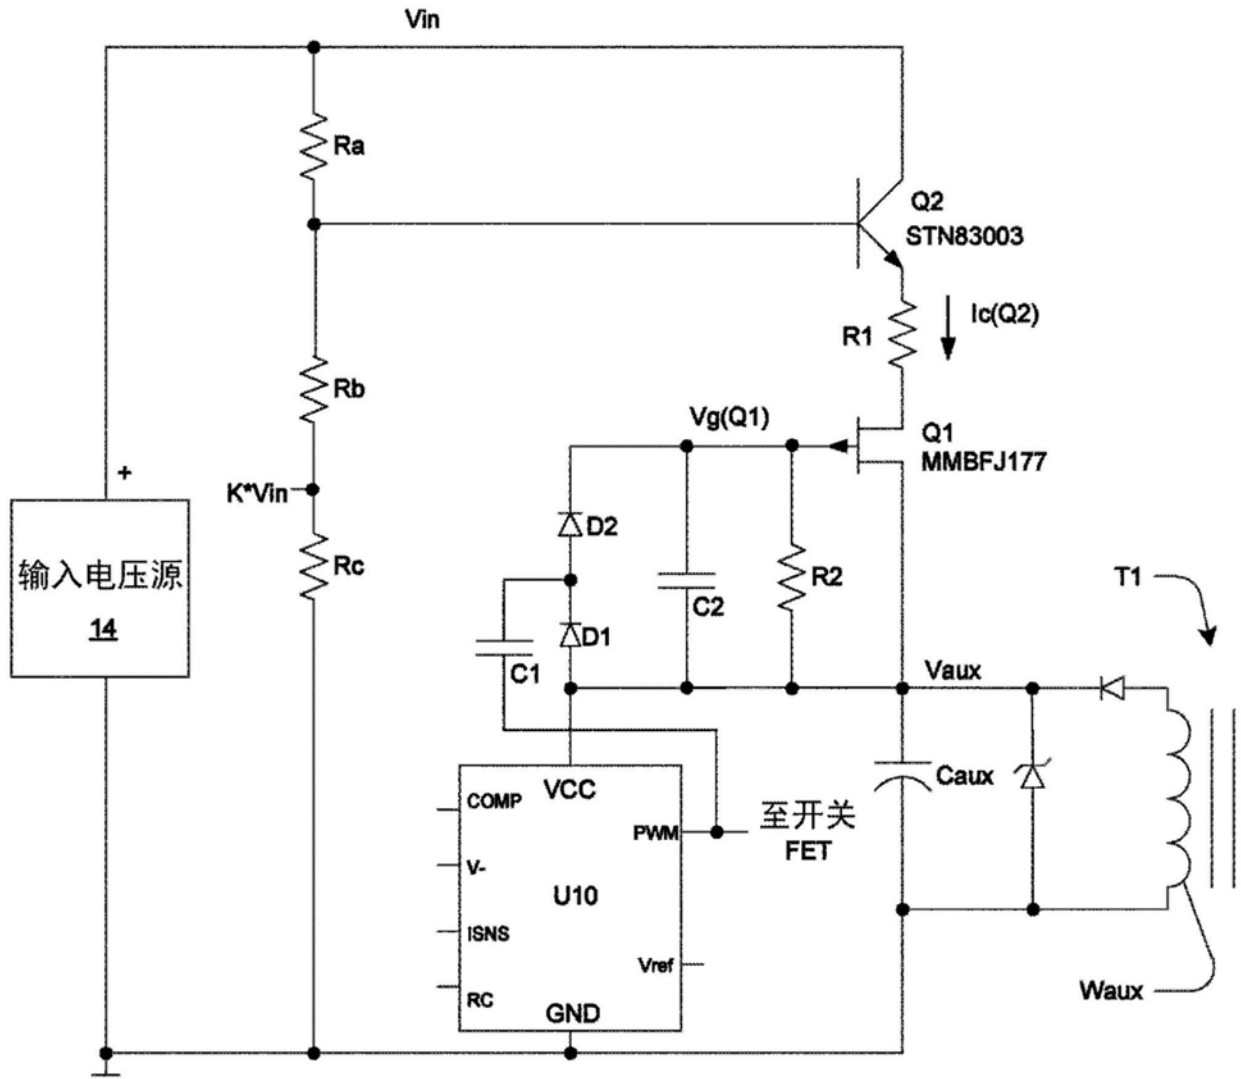 Vin
Ra
Q2
STN83003
R1
Ic(Q2)
Rb
Vg(Q1)
Q1
MMBFJ177
+
K*Vin
D2
输入电压源
14
Rc
C2
R2
T1
D1
C1
Vaux
COMP
VCC
Caux
PWM
至开关
FET
V-
U10
ISNS
Vref
RC
GND
Waux